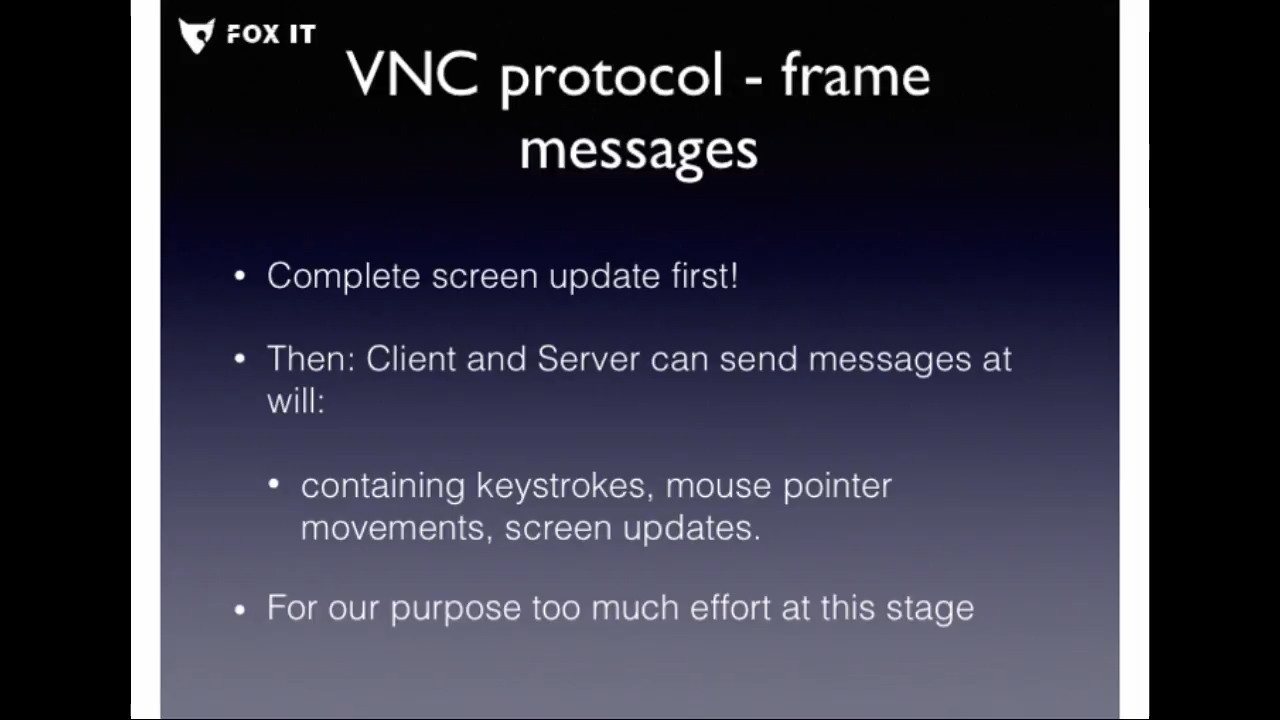 FOX IT
VNC protocol - frame
messages
• Complete screen update first!
• Then: Client and Server can send messages at
will:
• containing keystrokes, mouse pointer
movements, screen updates.
• For our purpose too much effort at this stage